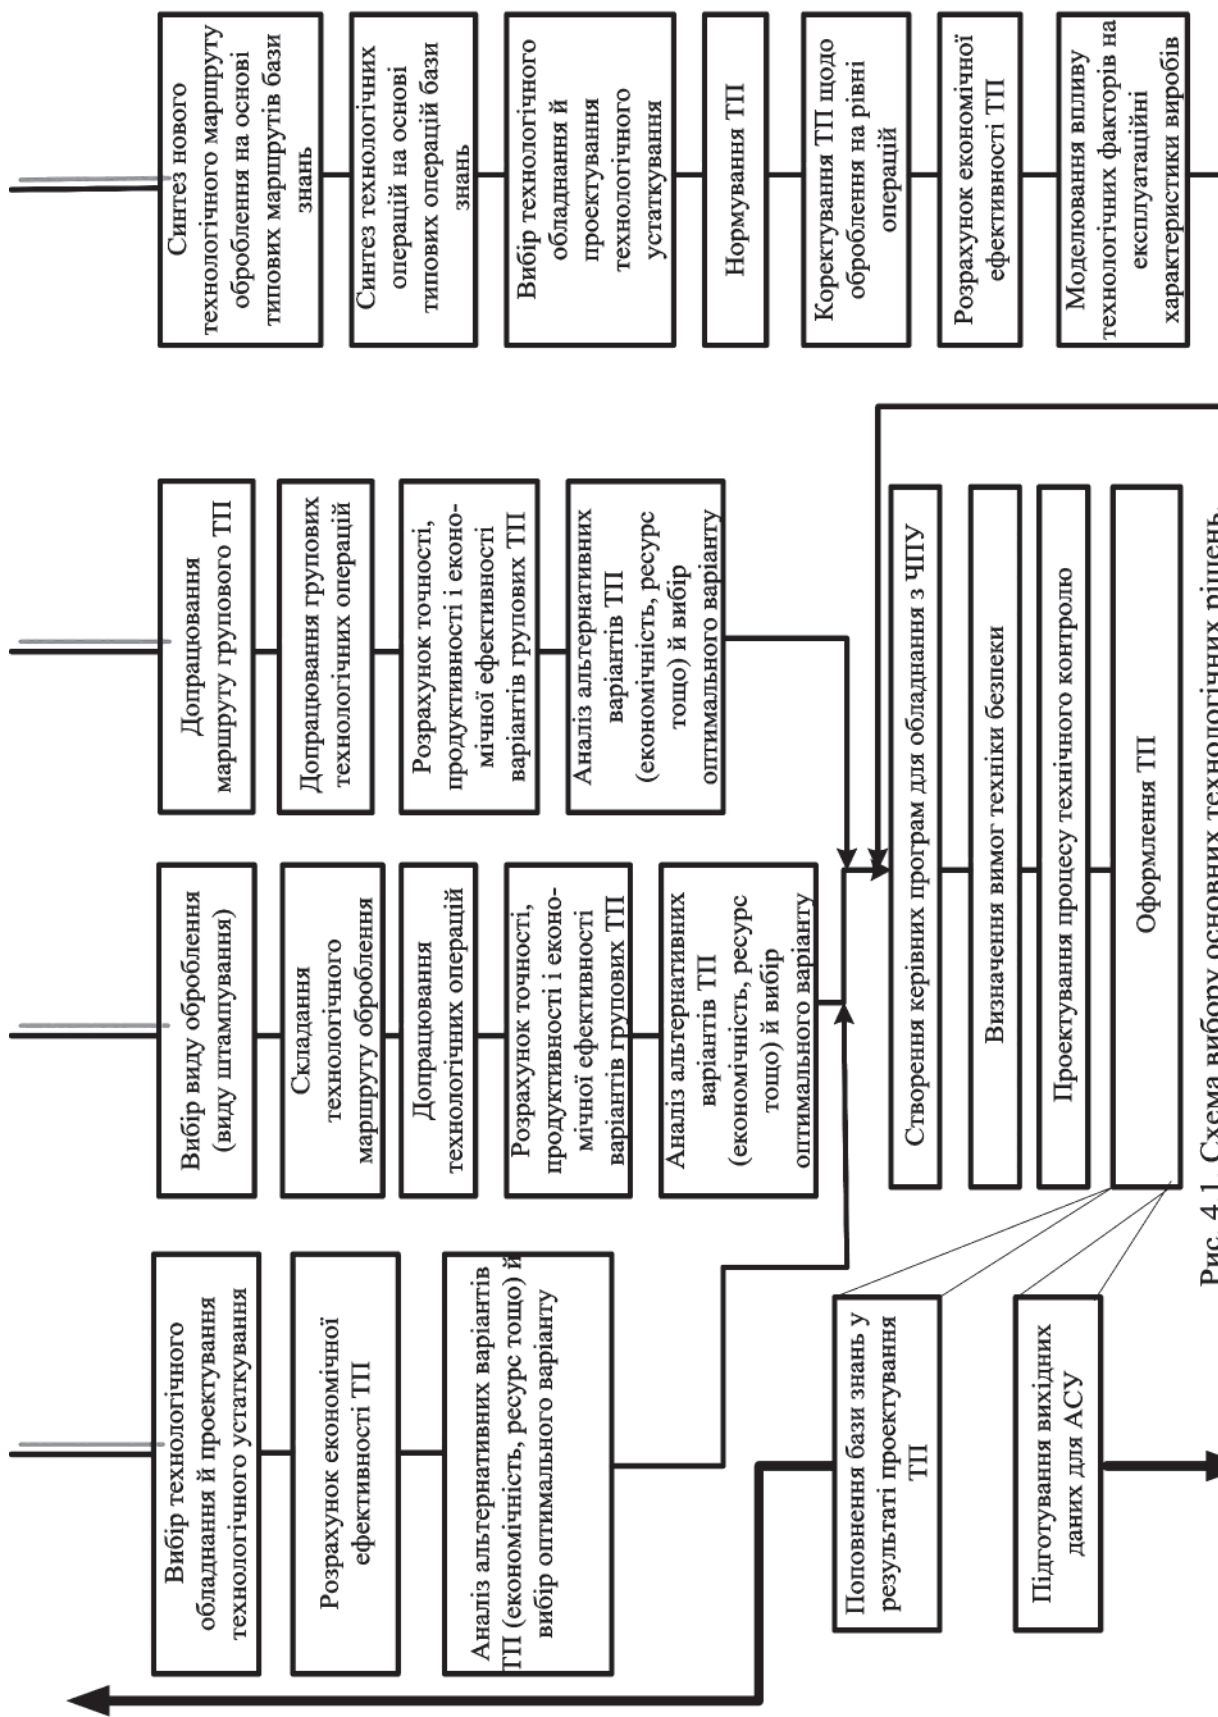 Вибір технологічного
обладнання й проектування
технологічного устаткування
Розрахунок економічної
ефективності ТП
Аналіз альтернативних варіантів
ТП (економічність, ресурс тощо) й
вибір оптимального варіанту
Вибір виду оброблення
(виду штампування)
Складання
технологічного
маршруту оброблення
Допрацювання
технологічних операцій
Розрахунок точності,
продуктивності і еконо-
мічної ефективності
варіантів групових ТП
Аналіз альтернативних
варіантів ТП
(економічність, ресурс
тощо) й вибір
оптимального варіанту
Допрацювання
маршруту групового ТП
Допрацювання групових
технологічних операцій
Розрахунок точності,
продуктивності і еконо-
мічної ефективності
варіантів групових ТП
Аналіз альтернативних
варіантів ТП
(економічність, ресурс
тощо) й вибір
оптимального варіанту
Синтез нового
технологічного маршруту
оброблення на основі
типових маршрутів бази
знань
Синтез технологічних
операцій на основі
типових операцій бази
знань
Вибір технологічного
обладнання й
проектування
технологічного
устаткування
Нормування ТП
Коректування ТП щодо
оброблення на рівні
операцій
Розрахунок економічної
ефективності ТП
Моделювання впливу
технологічних факторів на
експлуатаційні
характеристики виробів
Створення керівних програм для обладнання з ЧПУ
Визначення вимог техніки безпеки
Проектування процесу технічного контролю
Оформлення ТП
Поповнення бази знань у
результаті проектування
ТП
Підготування вихідних
даних для АСУ
Рис. 4.1. Схема вибору основних технологічних рішень